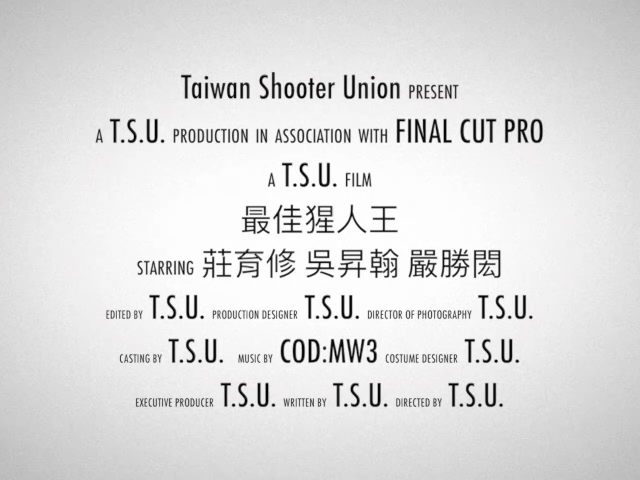 Taiwan Shooter Union PRESENT
A T.S.U. PRODUCTION IN ASSOCIATION WITH FINAL CUT PRO
A T.S.U. FILM
最佳猩人王
STARRING 莊育修 吳昇翰 嚴勝閎
EDITED BY T.S.U. PRODUCTION DESIGNER T.S.U. DIRECTOR OF PHOTOGRAPHY T.S.U.
CASTING BY T.S.U. MUSIC BY COD:MW3 COSTUME DESIGNER T.S.U.
EXECUTIVE PRODUCER T.S.U. WRITTEN BY T.S.U. DIRECTED BY T.S.U.